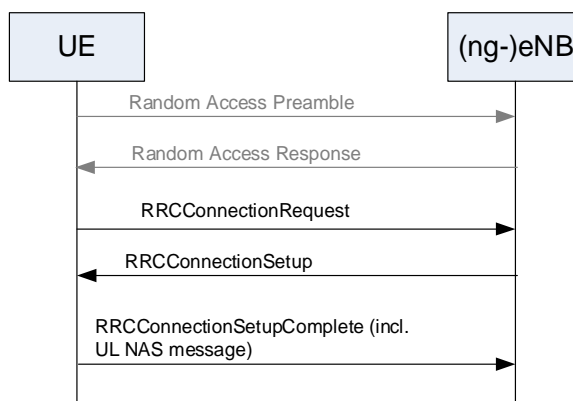 UE
(ng-)eNB
Random Access Preamble
Random Access Response
RRCConnectionRequest
RRCConnectionSetup
RRCConnectionSetupComplete (incl.
UL NAS message)